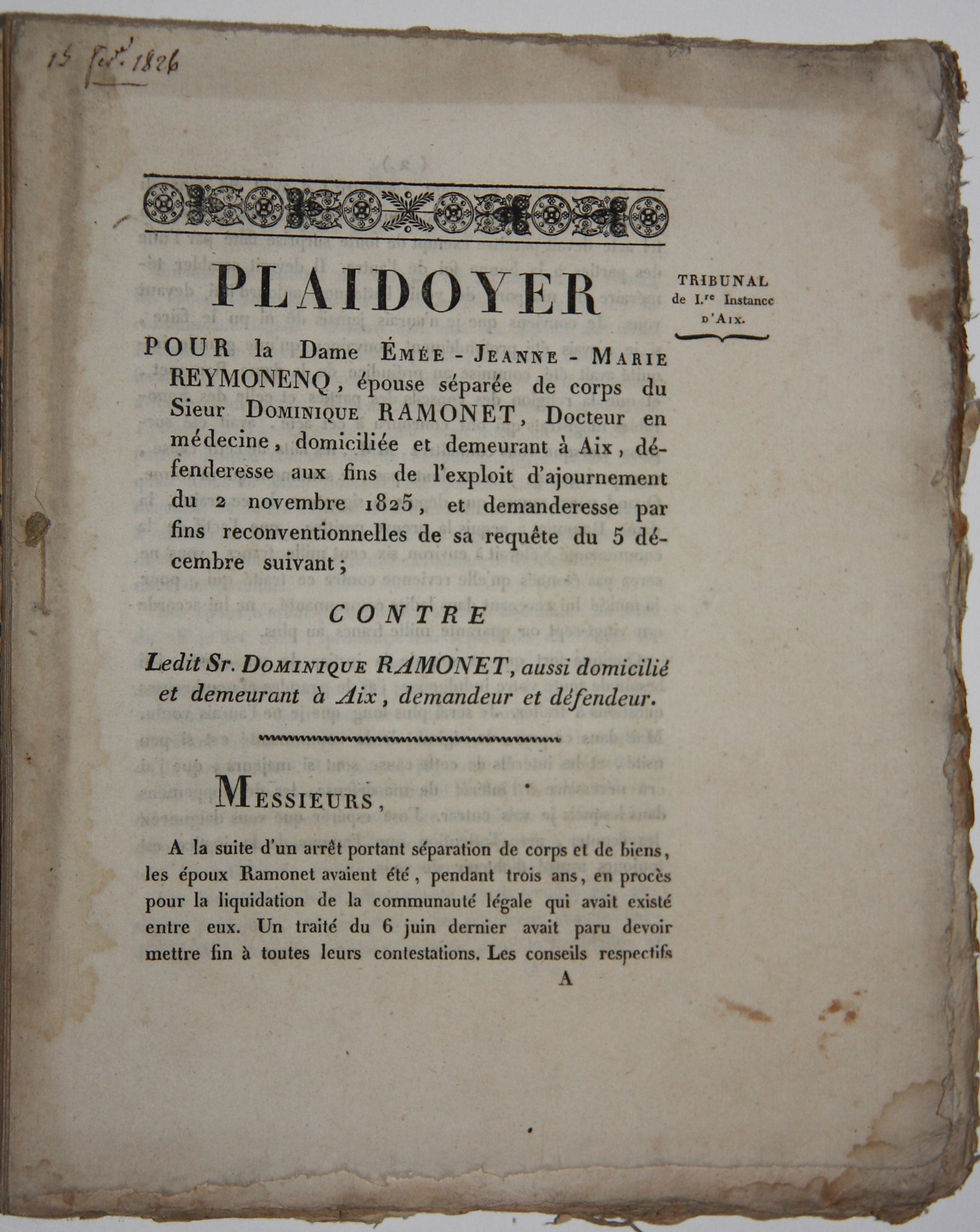 15 fev.r 1826
PLAIDOYER
TRIBUNAL
de I.re Instance
D'AIX.
POUR la Dame ÉMÉE - JEANNE - MARIE
REYMONENQ, épouse séparée de corps du
Sieur DOMINIQUE RAMONET, Docteur en
médecine, domiciliée et demeurant à Aix, dé-
fenderesse aux fins de l'exploit d'ajournement
du 2 novembre 1825, et demanderesse par
fins reconventionnelles de sa requête du 5 dé-
cembre suivant;
CONTRE
Ledit Sr. DOMINIQUE RAMONET, aussi domicilié
et demeurant à Aix, demandeur et défendeur.
MESSIEURS,
A la suite d'un arrêt portant séparation de corps et de biens,
les époux Ramonet avaient été, pendant trois ans, en procès
pour la liquidation de la communauté légale qui avait existé
entre eux. Un traité du 6 juin dernier avait paru devoir
mettre fin à toutes leurs contestations. Les conseils respectifs
A